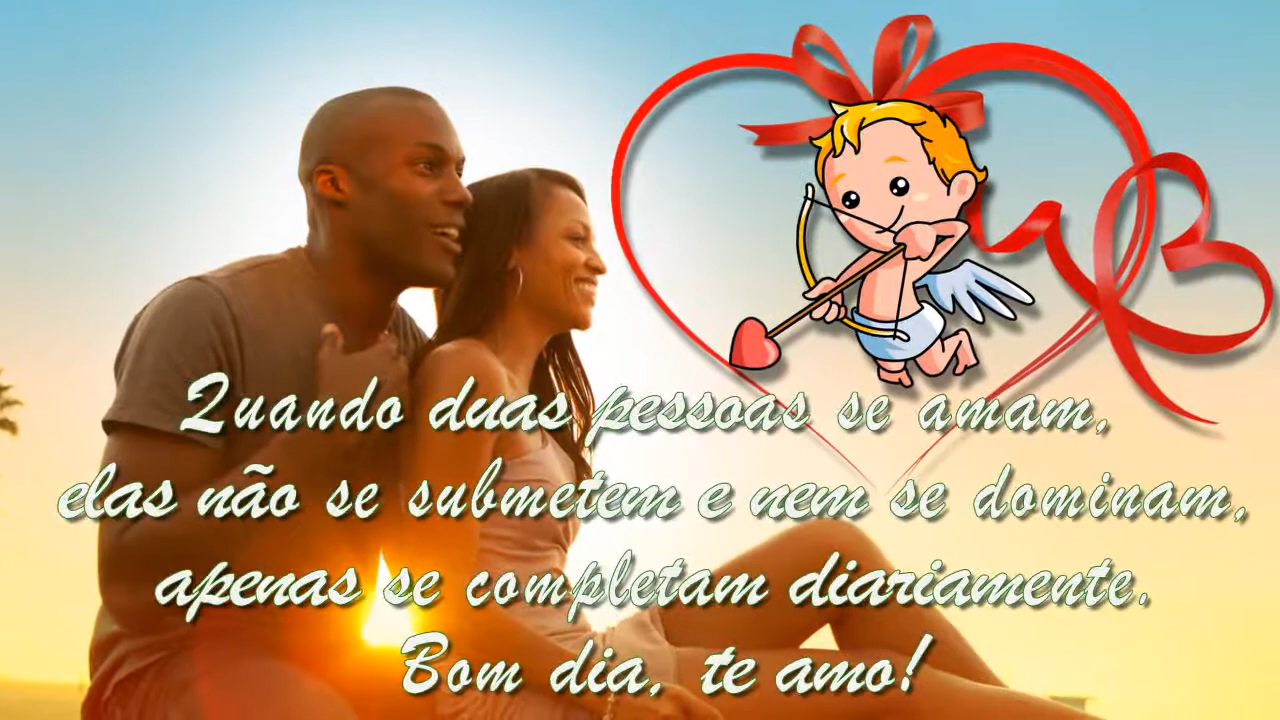 Quando duas pessoas se amam,
elas não se submetem e nem se dominam,
apenas se completam diariamente.
Bom dia, te amo!